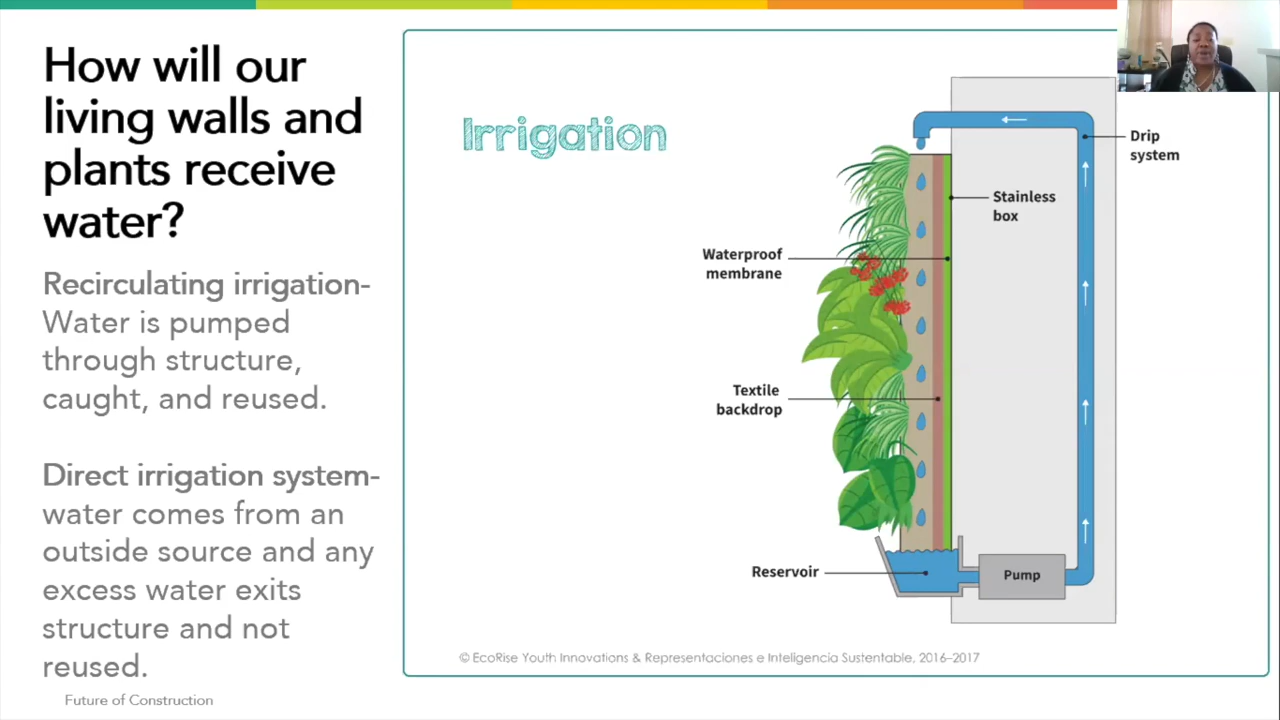 How will our
living walls and
plants receive
water?
Recirculating irrigation-
Water is pumped
through structure,
caught, and reused.
Direct irrigation system-
water comes from an
outside source and any
excess water exits
structure and not
reused.
Future of Construction
Irrigation
Drip
system
Stainless
box
Waterproof
membrane
Textile
backdrop
Reservoir
Pump
© EcoRise Youth Innovations & Representaciones e Inteligencia Sustentable, 2016–2017